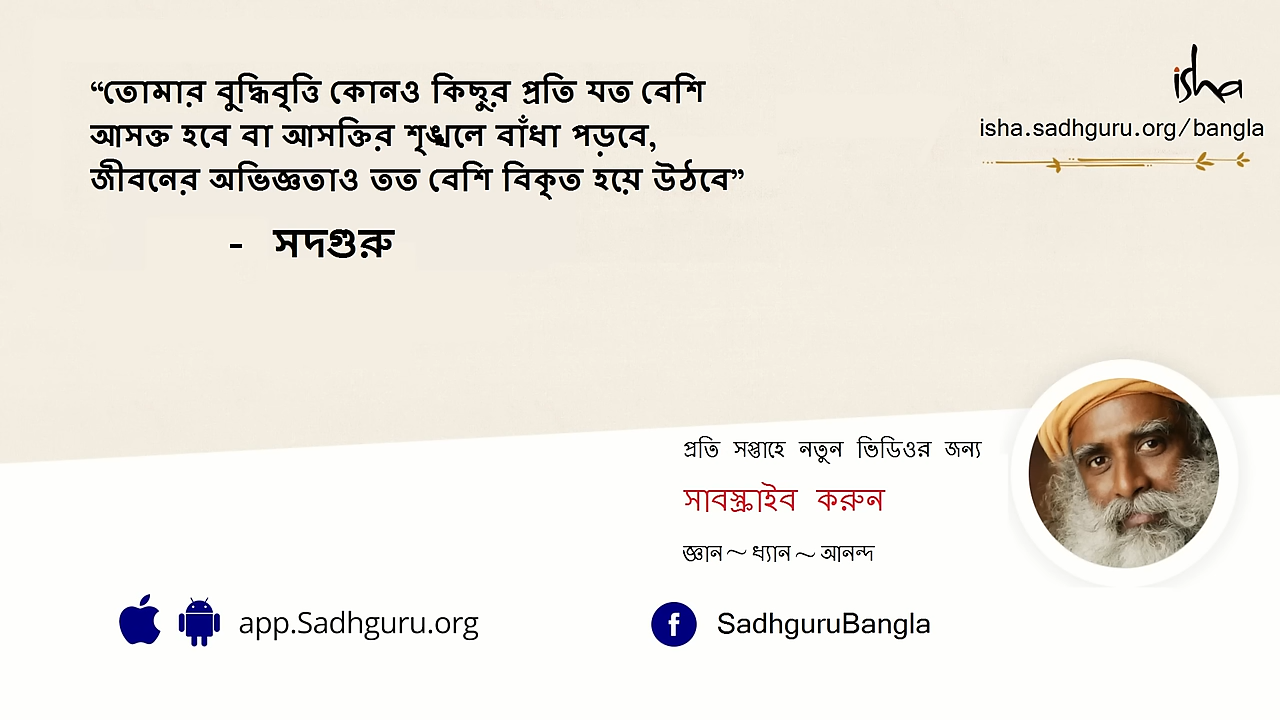 “তোমার বুদ্ধিবৃত্তি কোনও কিছুর প্রতি যত বেশি
আসক্ত হবে বা আসক্তির শৃঙ্খলে বাঁধা পড়বে,
জীবনের অভিজ্ঞতাও তত বেশি বিকৃত হয়ে উঠবে”
- সদগুরু
isha
isha.sadhguru.org/bangla
প্রতি সপ্তাহে নতুন ভিডিওর জন্য
সাবস্ক্রাইব করুন
জ্ঞান ~ ধ্যান ~ আনন্দ
app.Sadhguru.org
f SadhguruBangla